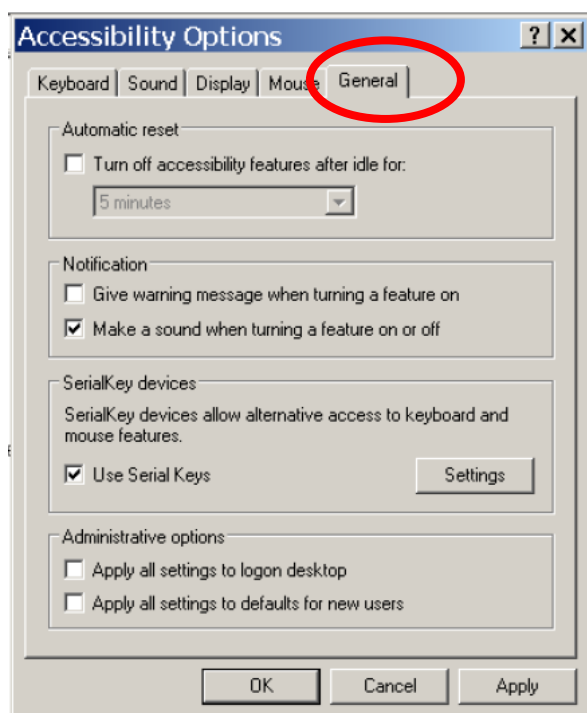 Accessibility Options
Keyboard Sound Display Mouse General
Automatic reset
Turn off accessibility features after idle for:
5 minutes
Notification
Give warning message when turning a feature on
Make a sound when turning a feature on or off
SerialKey devices
SerialKey devices allow alternative access to keyboard and
mouse features.
Use Serial Keys
Settings
Administrative options
Apply all settings to logon desktop
Apply all settings to defaults for new users
OK Cancel Apply